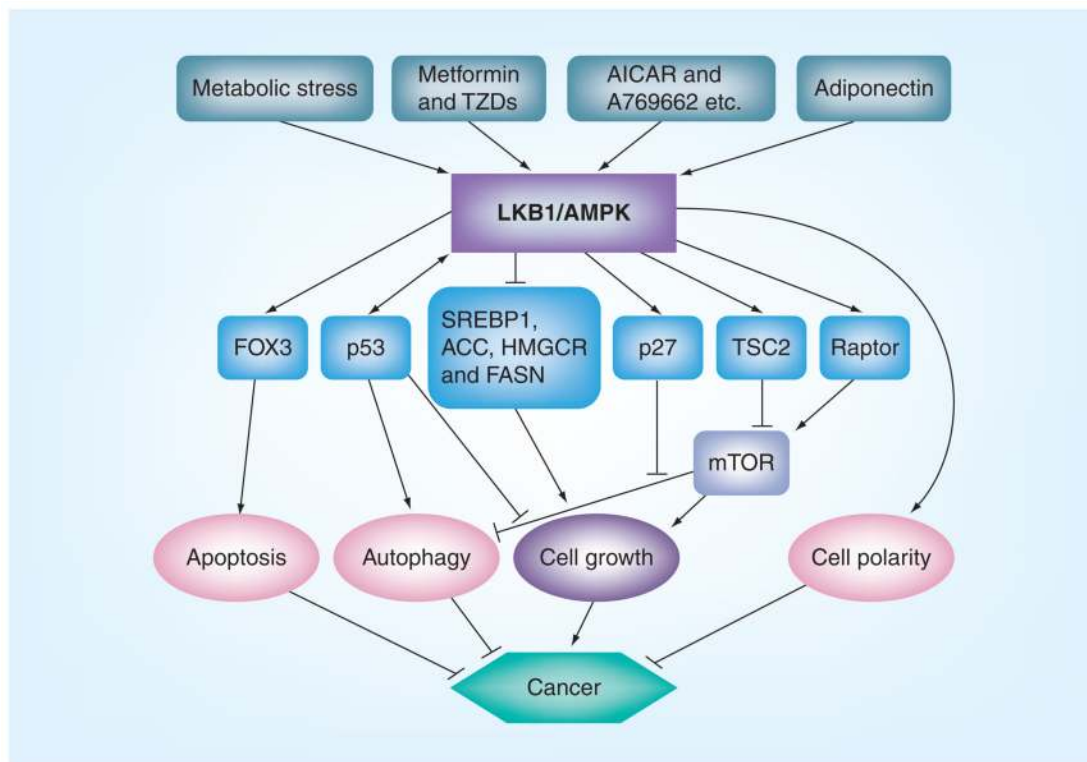 Metabolic stress
Metformin
and TZDs
AICAR and
A769662 etc.
Adiponectin
LKB1/AMPK
FOX3
p53
SREBP1,
ACC, HMGCR
and FASN
p27
TSC2
Raptor
mTOR
Apoptosis
Autophagy
Cell growth
Cell polarity
Cancer